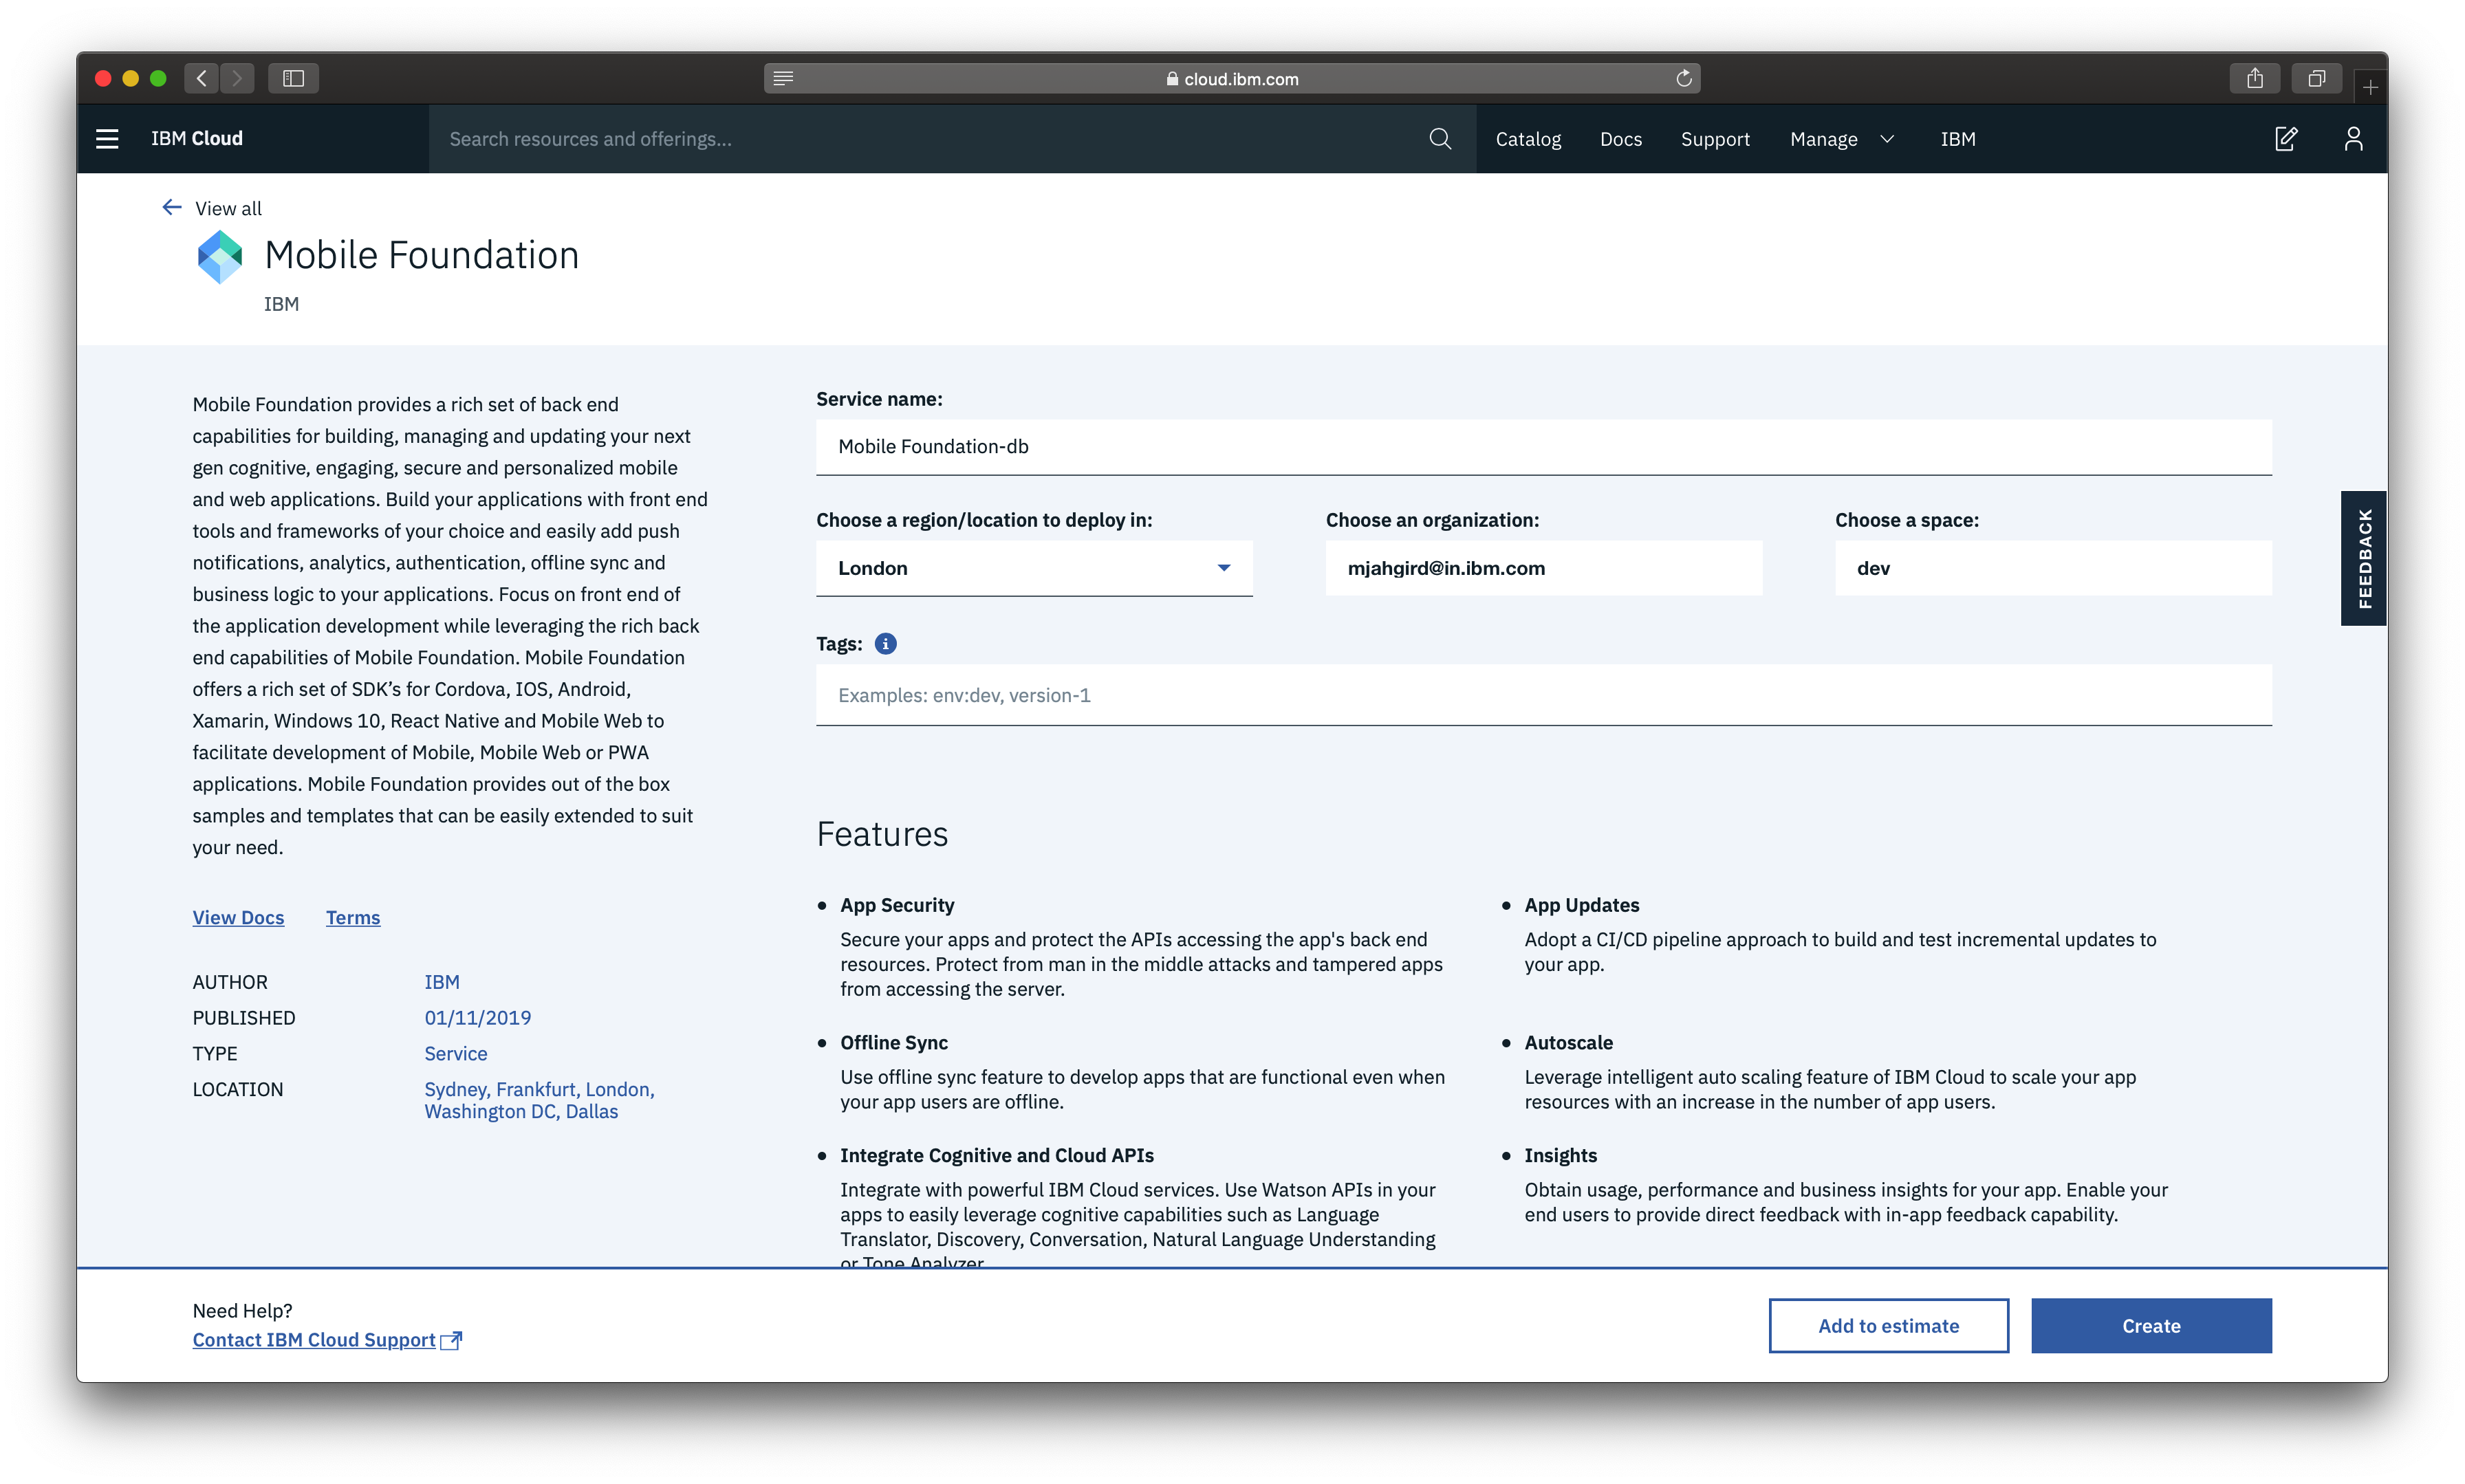 cloud.ibm.com
IBM Cloud
Search resources and offerings...
Catalog
Docs
Support
Manage
IBM
View all
Mobile Foundation
IBM
Mobile Foundation provides a rich set of back end
capabilities for building, managing and updating your next
gen cognitive, engaging, secure and personalized mobile
and web applications. Build your applications with front end
tools and frameworks of your choice and easily add push
notifications, analytics, authentication, offline sync and
business logic to your applications. Focus on front end of
the application development while leveraging the rich back
end capabilities of Mobile Foundation. Mobile Foundation
offers a rich set of SDK’s for Cordova, IOS, Android,
Xamarin, Windows 10, React Native and Mobile Web to
facilitate development of Mobile, Mobile Web or PWA
applications. Mobile Foundation provides out of the box
samples and templates that can be easily extended to suit
your need.
View Docs
Terms
AUTHOR IBM
PUBLISHED 01/11/2019
TYPE Service
LOCATION Sydney, Frankfurt, London,
Washington DC, Dallas
Service name:
Mobile Foundation-db
Choose a region/location to deploy in:
London
Choose an organization:
mjahgird@in.ibm.com
Choose a space:
dev
Tags:
Examples: env:dev, version-1
Features
App Security
Secure your apps and protect the APIs accessing the app's back end
resources. Protect from man in the middle attacks and tampered apps
from accessing the server.
App Updates
Adopt a CI/CD pipeline approach to build and test incremental updates to
your app.
Offline Sync
Use offline sync feature to develop apps that are functional even when
your app users are offline.
Autoscale
Leverage intelligent auto scaling feature of IBM Cloud to scale your app
resources with an increase in the number of app users.
Integrate Cognitive and Cloud APIs
Integrate with powerful IBM Cloud services. Use Watson APIs in your
apps to easily leverage cognitive capabilities such as Language
Translator, Discovery, Conversation, Natural Language Understanding
or Tone Analyzer
Insights
Obtain usage, performance and business insights for your app. Enable your
end users to provide direct feedback with in-app feedback capability.
FEEDBACK
Need Help?
Contact IBM Cloud Support
Add to estimate
Create